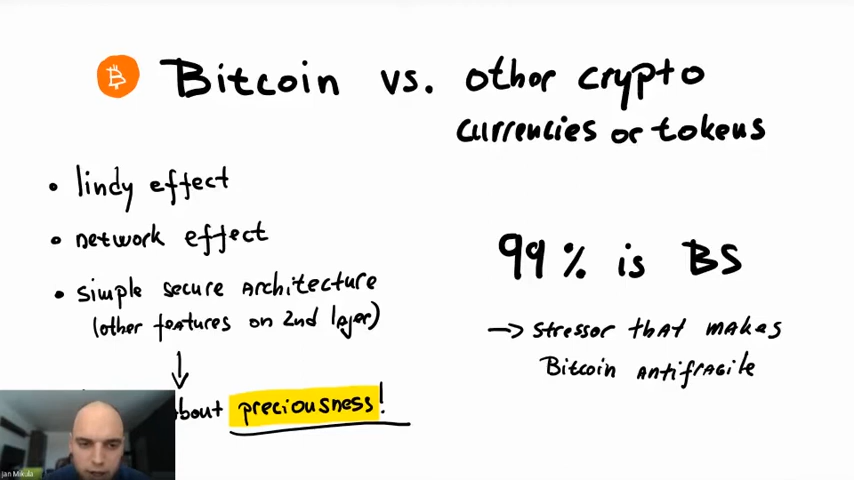 Bitcoin vs. other crypto
currencies or tokens
• lindy effect
• network effect
• simple secure architecture
(other features on 2nd layer)
about preciousness!
99% is BS
→ stressor that makes
Bitcoin antifragile
Jan Mikula